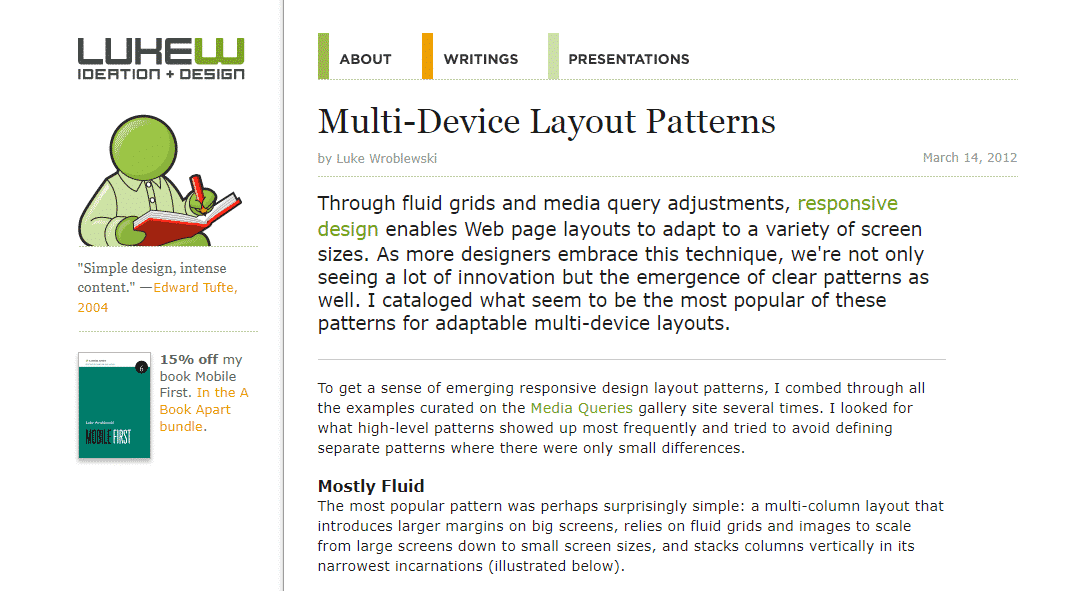 LUKEW
IDEATION + DESIGN
"Simple design, intense
content." —Edward Tufte,
2004
15% off my
book Mobile
First. In the A
Book Apart
bundle.
6
Luke Wroblewski
MOBILE FIRST
ABOUT
WRITINGS
PRESENTATIONS
Multi-Device Layout Patterns
by Luke Wroblewski
March 14, 2012
Through fluid grids and media query adjustments, responsive
design enables Web page layouts to adapt to a variety of screen
sizes. As more designers embrace this technique, we're not only
seeing a lot of innovation but the emergence of clear patterns as
well. I cataloged what seem to be the most popular of these
patterns for adaptable multi-device layouts.
To get a sense of emerging responsive design layout patterns, I combed through all
the examples curated on the Media Queries gallery site several times. I looked for
what high-level patterns showed up most frequently and tried to avoid defining
separate patterns where there were only small differences.
Mostly Fluid
The most popular pattern was perhaps surprisingly simple: a multi-column layout that
introduces larger margins on big screens, relies on fluid grids and images to scale
from large screens down to small screen sizes, and stacks columns vertically in its
narrowest incarnations (illustrated below).